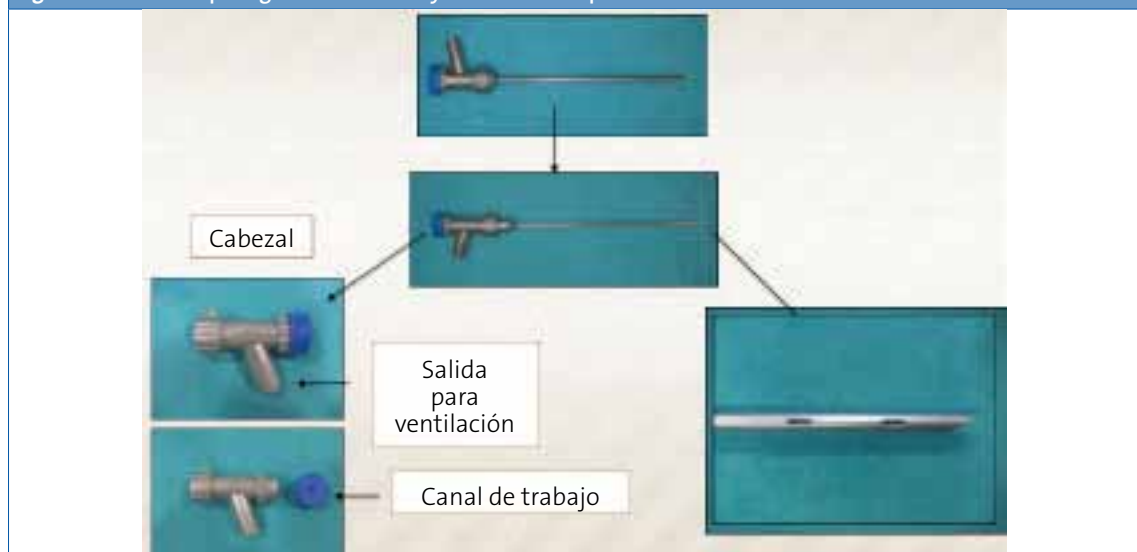 Cabezal
Salida
para
ventilación
Canal de trabajo